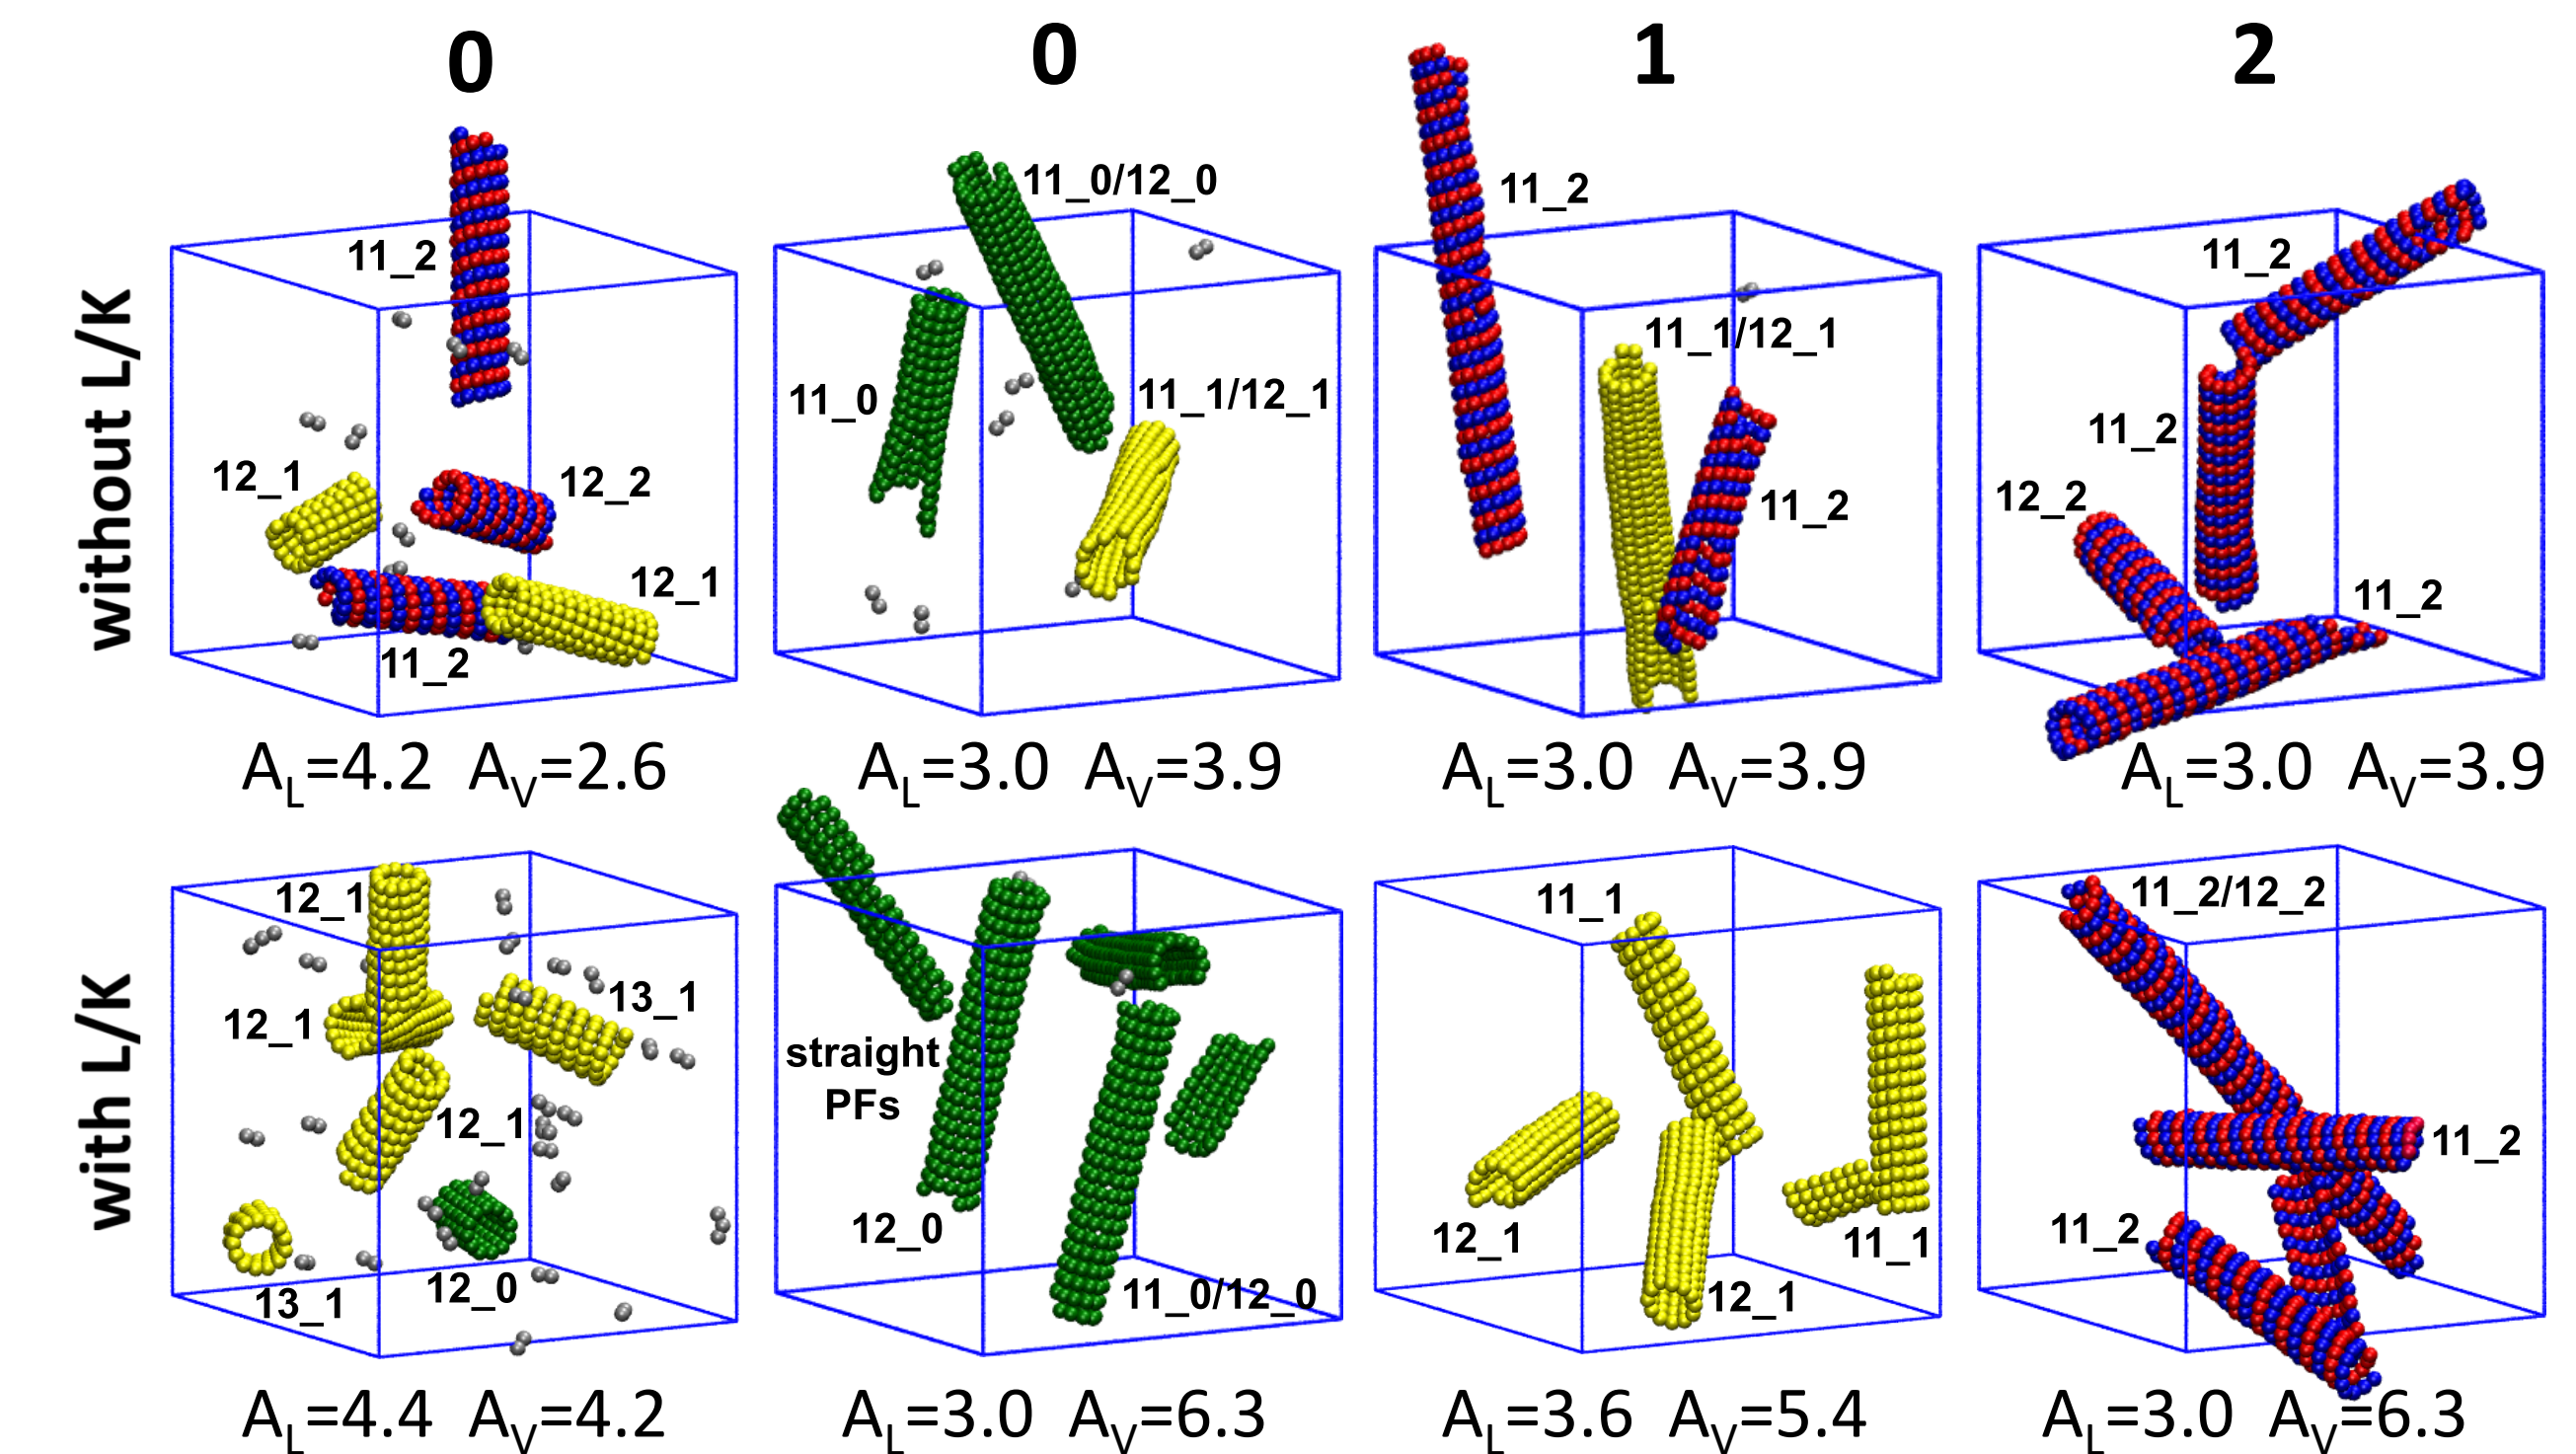 0
0
1
2
without L/K
11_2
12_1
12_2
12_1
11_2
11_0/12_0
11_0
11_1/12_1
11_2
11_1/12_1
11_2
11_2
11_2
12_2
11_2
A_L=4.2 A_V=2.6
A_L=3.0 A_V=3.9
A_L=3.0 A_V=3.9
A_L=3.0 A_V=3.9
with L/K
12_1
12_1
13_1
12_1
13_1
12_0
straight
PFs
12_0
11_0/12_0
11_1
12_1
12_1
11_1
11_2/12_2
11_2
11_2
A_L=4.4 A_V=4.2
A_L=3.0 A_V=6.3
A_L=3.6 A_V=5.4
A_L=3.0 A_V=6.3